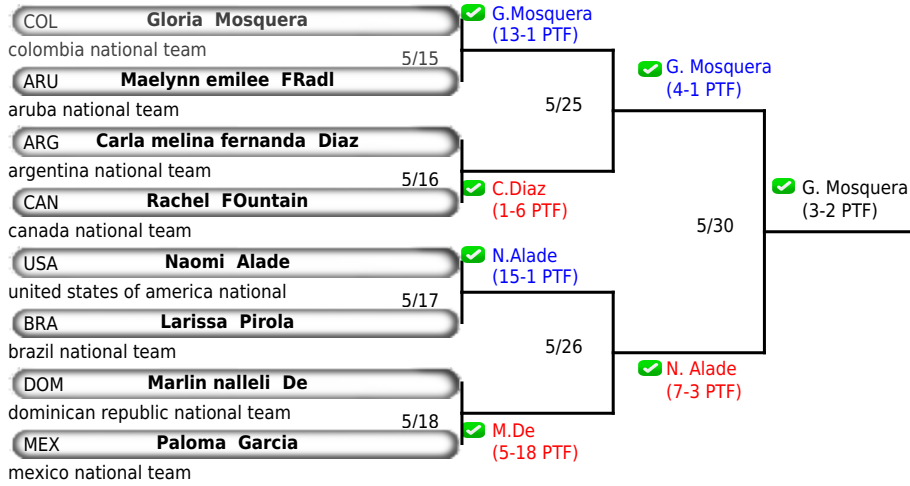 COL Gloria Mosquera
colombia national team
5/15
ARU Maelynn emilee FRadl
aruba national team
ARG Carla melina fernanda Diaz
argentina national team
5/16
CAN Rachel FOuntain
canada national team
USA Naomi Alade
united states of america national
5/17
BRA Larissa Pirola
brazil national team
DOM Marlin nalleli De
dominican republic national team
5/18
MEX Paloma Garcia
mexico national team
G.Mosquera
(13-1 PTF)
5/25
C.Diaz
(1-6 PTF)
N.Alade
(15-1 PTF)
5/26
M.De
(5-18 PTF)
G. Mosquera
(4-1 PTF)
5/30
N. Alade
(7-3 PTF)
G. Mosquera
(3-2 PTF)